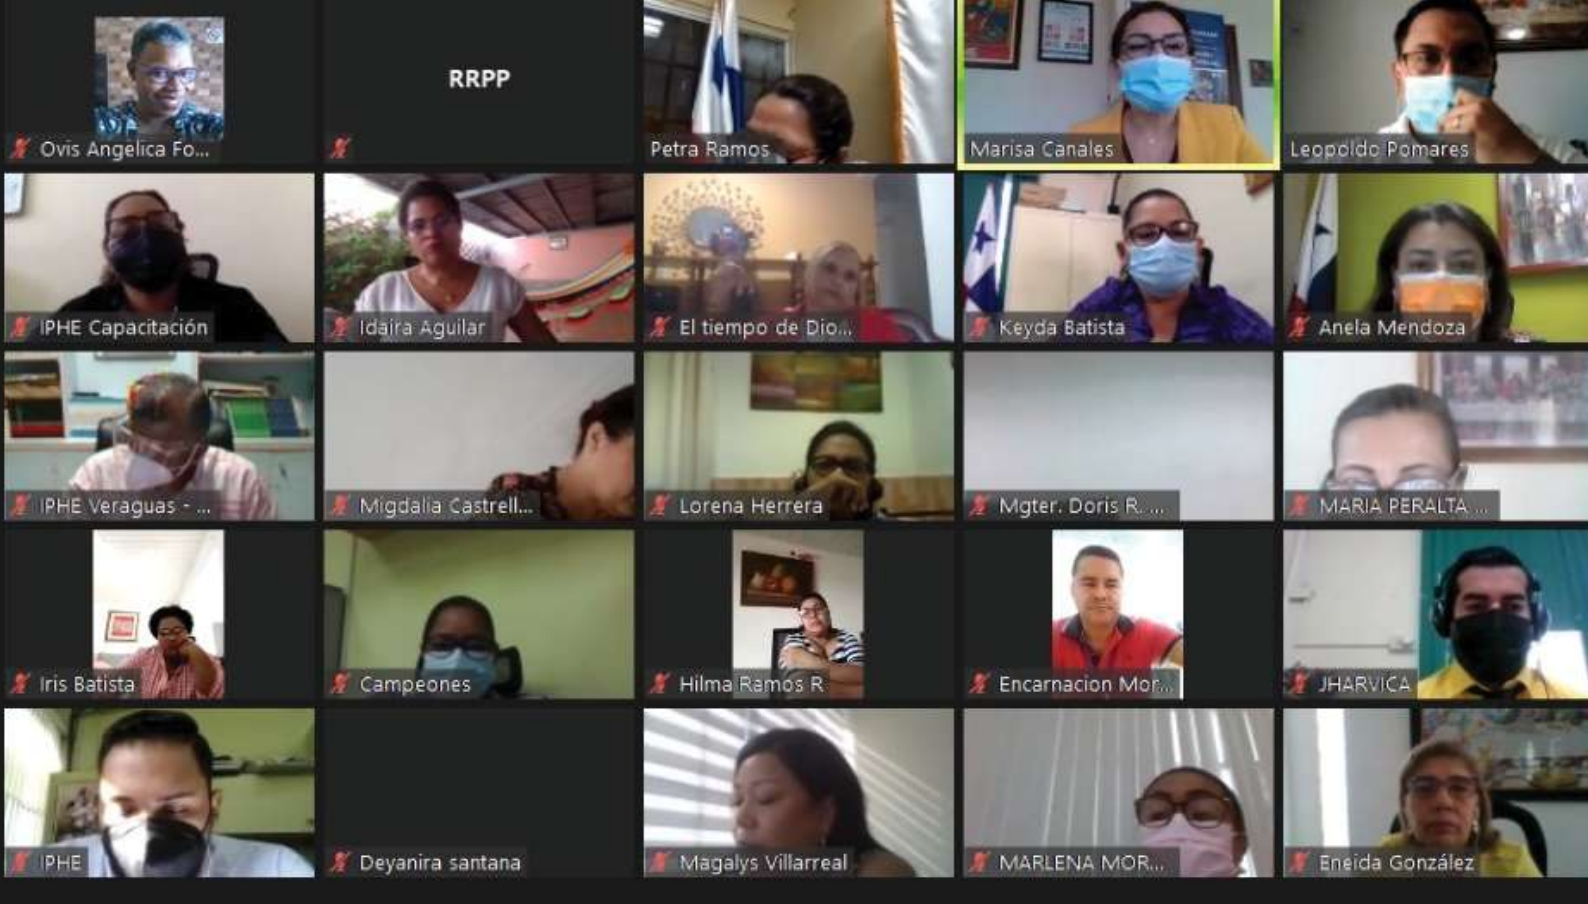 Ovis Angelica Fo...
RRPP
Petra Ramos
Marisa Canales
Leopoldo Pomares
IPHE Capacitación
Idaira Aguilar
El tiempo de Dio...
Keyda Batista
Anela Mendoza
IPHE Veraguas - ...
Migdalia Castrell...
Lorena Herrera
Mgter. Doris R. ...
MARIA PERALTA ...
Iris Batista
Campeones
Hilma Ramos R
Encarnacion Mor...
JHARVICA
IPHE
Deyanira santana
Magalys Villarreal
MARLENA MOR...
Eneida González